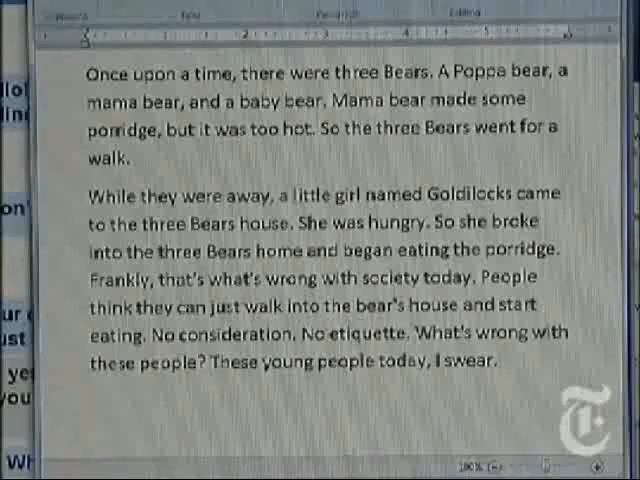 Font
Paragraph
Editing
Once upon a time, there were three Bears. A Poppa bear, a
mama bear, and a baby bear. Mama bear made some
porridge, but it was too hot. So the three Bears went for a
walk.
While they were away, a little girl named Goldilocks came
to the three Bears house. She was hungry. So she broke
into the three Bears home and began eating the porridge.
Frankly, that's what's wrong with society today. People
think they can just walk into the bear's house and start
eating. No consideration. No etiquette. What's wrong with
these people? These young people today, I swear.
100%
T